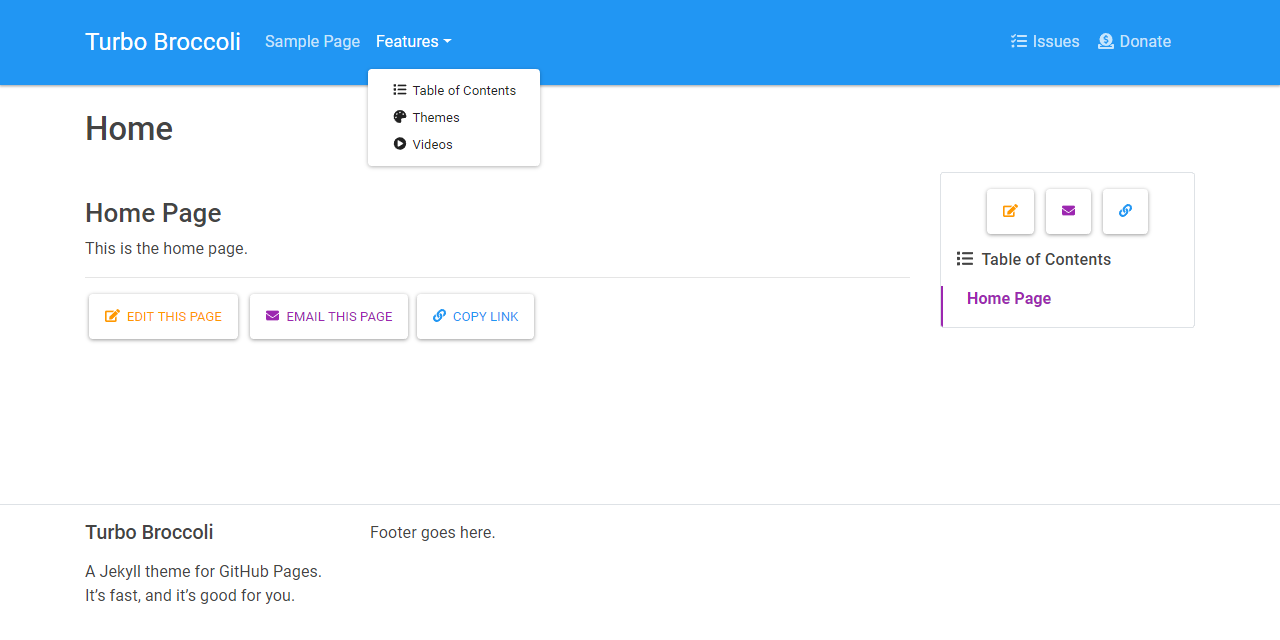 Turbo Broccoli
Sample Page
Features
Issues
Donate
Table of Contents
Themes
Videos
Home
Home Page
This is the home page.
EDIT THIS PAGE
EMAIL THIS PAGE
COPY LINK
Table of Contents
Home Page
Turbo Broccoli
A Jekyll theme for GitHub Pages.
It’s fast, and it’s good for you.
Footer goes here.